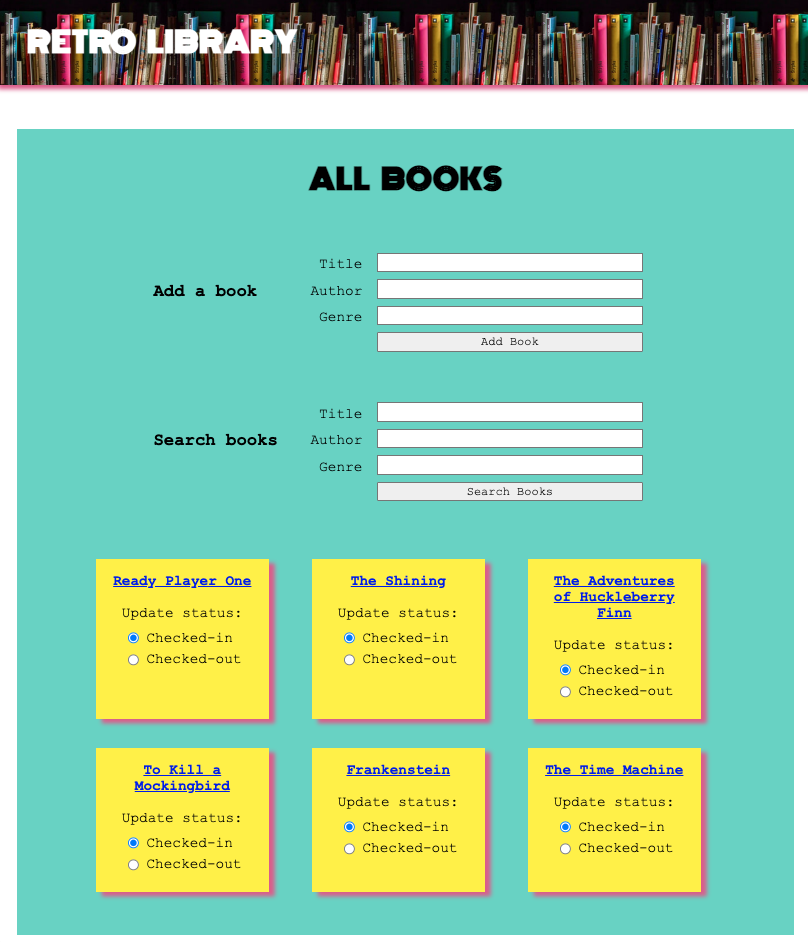 RETRO LIBRARY
ALL BOOKS
Add a book
Title
Author
Genre
Add Book
Search books
Title
Author
Genre
Search Books
Ready Player One
Update status:
Checked-in
Checked-out
The Shining
Update status:
Checked-in
Checked-out
The Adventures
of Huckleberry
Finn
Update status:
Checked-in
Checked-out
To Kill a
Mockingbird
Update status:
Checked-in
Checked-out
Frankenstein
Update status:
Checked-in
Checked-out
The Time Machine
Update status:
Checked-in
Checked-out